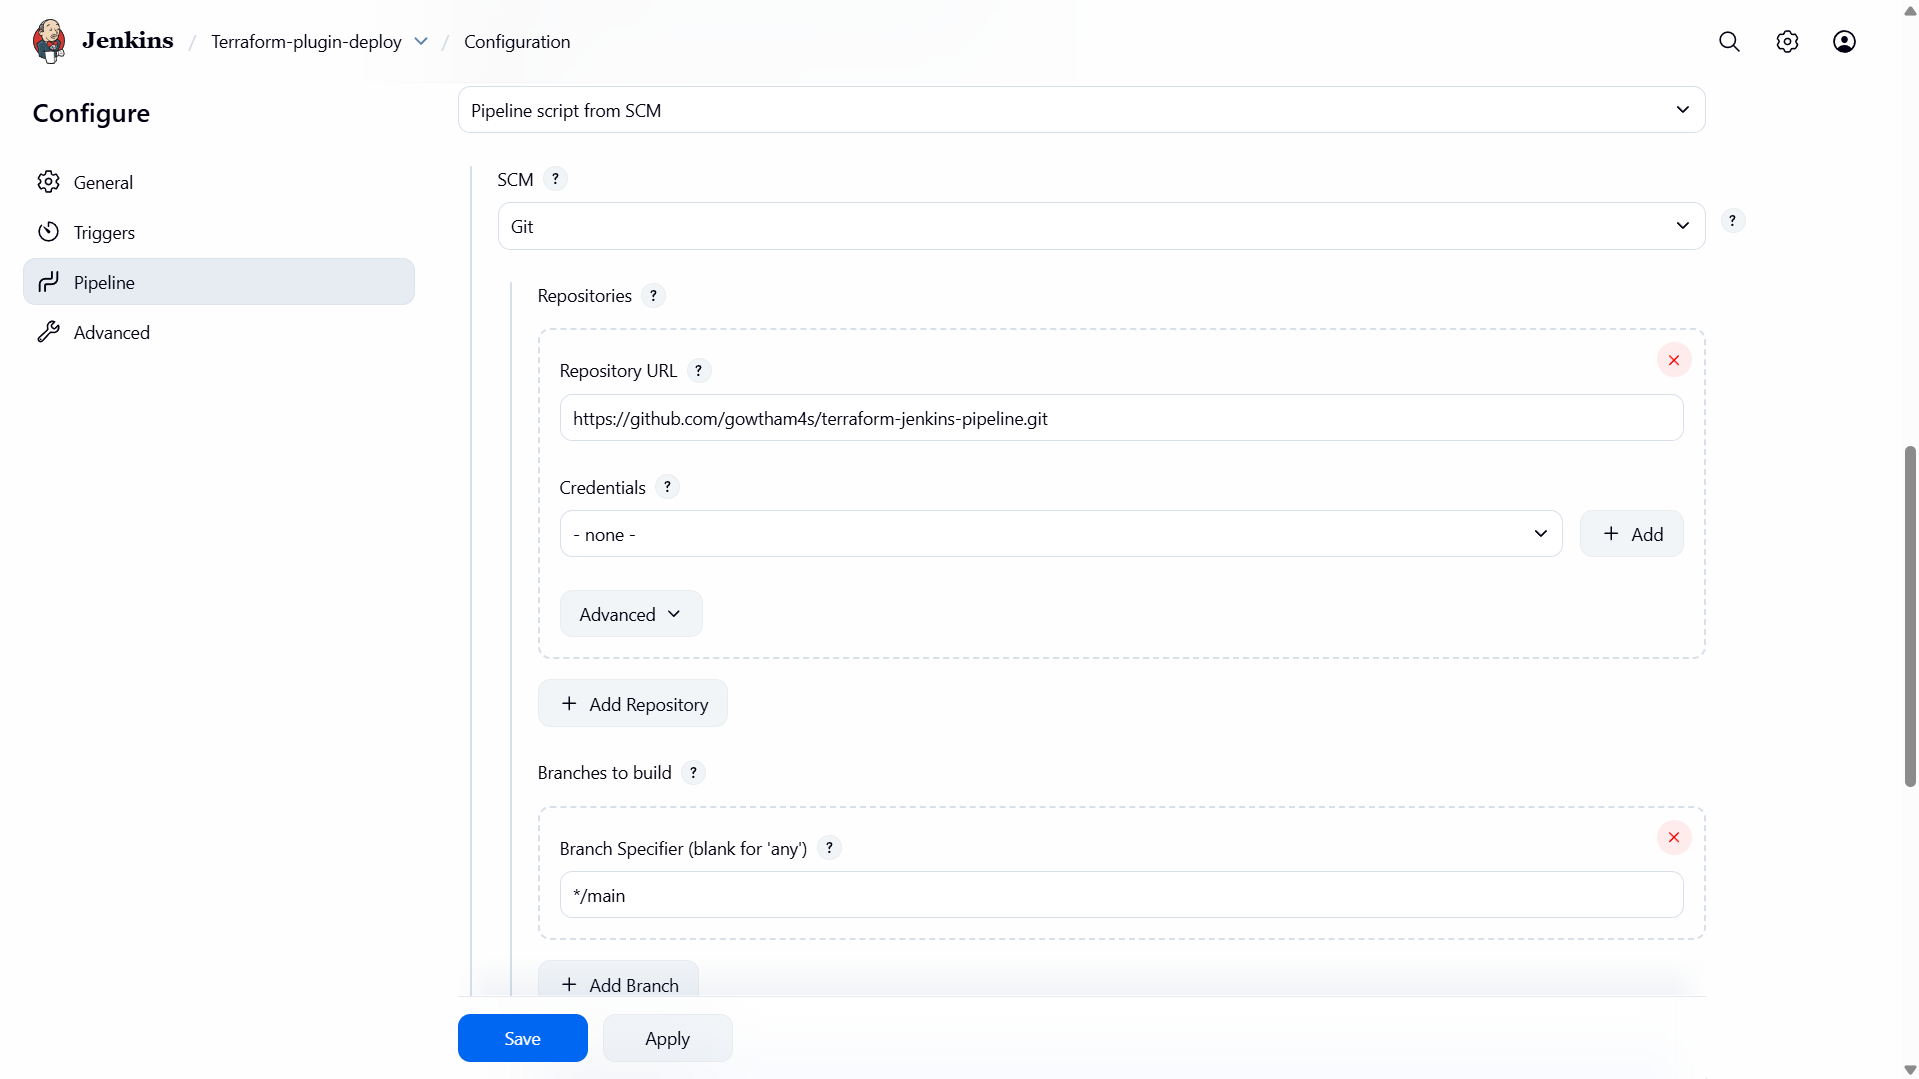 Jenkins / Terraform-plugin-deploy / Configuration
Configure
General
Triggers
Pipeline
Advanced
Pipeline script from SCM
SCM ?
Git
?
Repositories ?
Repository URL ?
https://github.com/gowtham4s/terraform-jenkins-pipeline.git
Credentials ?
- none -
+ Add
Advanced
+ Add Repository
Branches to build ?
Branch Specifier (blank for 'any') ?
*/main
+ Add Branch
Save
Apply